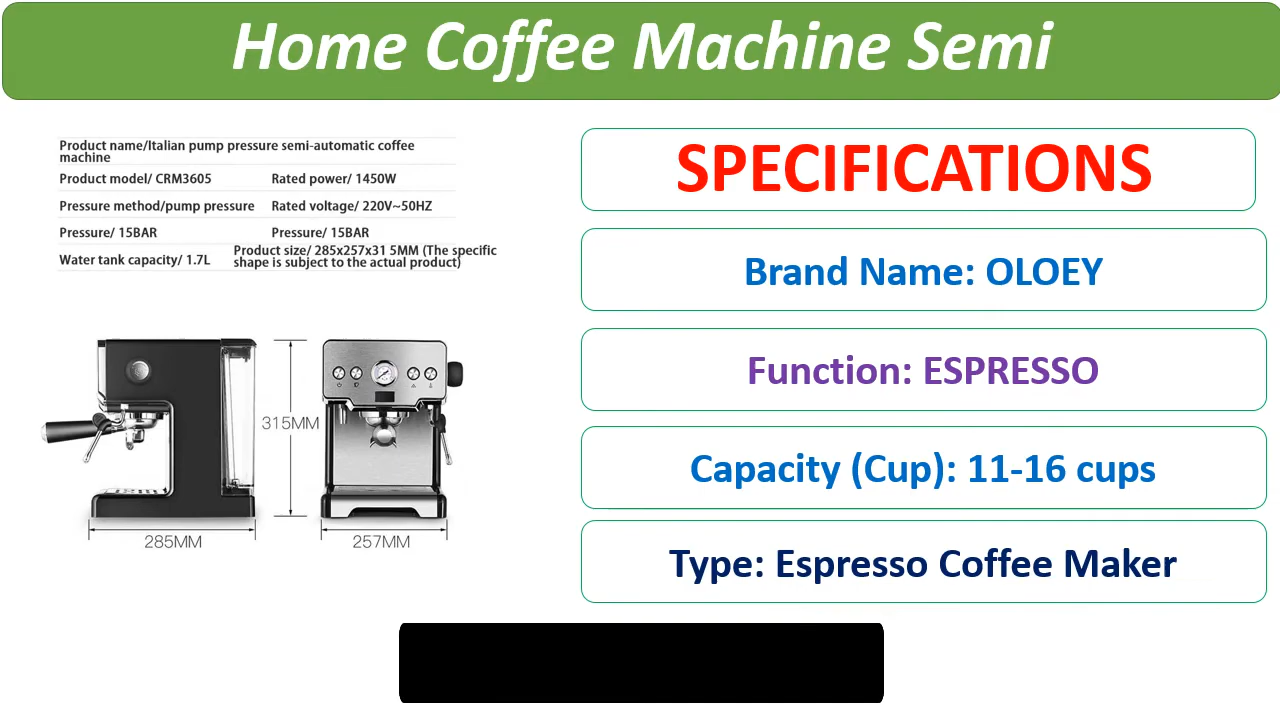 Home Coffee Machine Semi
Product name/Italian pump pressure semi-automatic coffee
machine
Product model/ CRM3605
Rated power/ 1450W
Pressure method/pump pressure
Rated voltage/ 220V~50HZ
Pressure/ 15BAR
Pressure/ 15BAR
Water tank capacity/ 1.7L
Product size/ 285x257x31 5MM (The specific
shape is subject to the actual product)
315MM
285MM
257MM
SPECIFICATIONS
Brand Name: OLOEY
Function: ESPRESSO
Capacity (Cup): 11-16 cups
Type: Espresso Coffee Maker